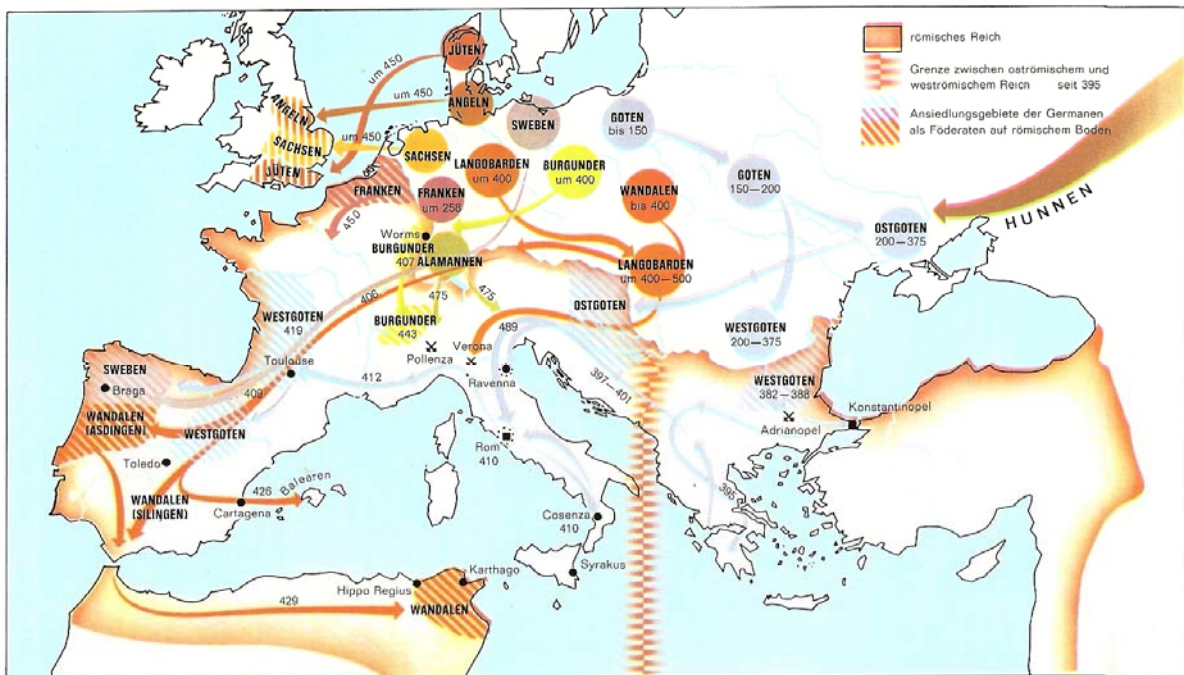 römisches Reich
Grenze zwischen oströmischem und
weströmischem Reich seit 395
Ansiedlungsgebiete der Germanen
als Föderaten auf römischem Boden
JÜTEN
um 450
um 450
ANGELN
ANGELN
SWEBEN
GOTEN
bis 150
um 450
SACHSEN
SACHSEN
LANGOBARDEN
um 400
BURGUNDER
um 400
JÜTEN
FRANKEN
FRANKEN
um 258
WANDALEN
bis 400
GOTEN
150–200
HUNNEN
OSTGOTEN
200–375
450
Worms
BURGUNDER
407
ALAMANNEN
LANGOBARDEN
um 400–500
406
475
475
OSTGOTEN
WESTGOTEN
419
BURGUNDER
443
489
WESTGOTEN
200–375
Pollenza
Verona
Toulouse
SWEBEN
Braga
409
412
Ravenna
397–401
WESTGOTEN
382–388
Konstantinopel
Adrianopel
WANDALEN
(ASDINGEN)
WESTGOTEN
Rom
410
Toledo
426
Balearen
395
WANDALEN
(SILINGEN)
Cartagena
Cosenza
410
Karthago
Syrakus
Hippo Regius
429
WANDALEN